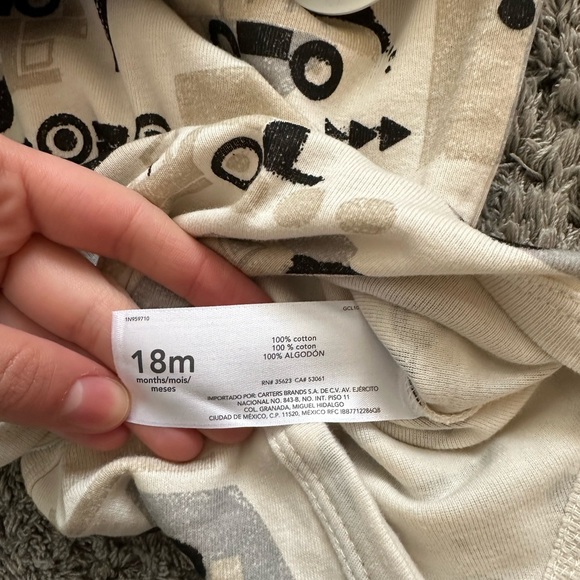 1N959710
18m
months/mois/
meses
100% cotton
100 % coton
100% ALGODÓN
RN# 35623 CA# 53061
IMPORTADO POR: CARTERS BRANDS S.A. DE C.V. AV. EJÉRCITO
NACIONAL NO. 843-B, NO. INT. PISO 11
COL. GRANADA, MIGUEL HIDALGO
CIUDAD DE MÉXICO, C.P. 11520, MÉXICO RFC IBB7712286Q8